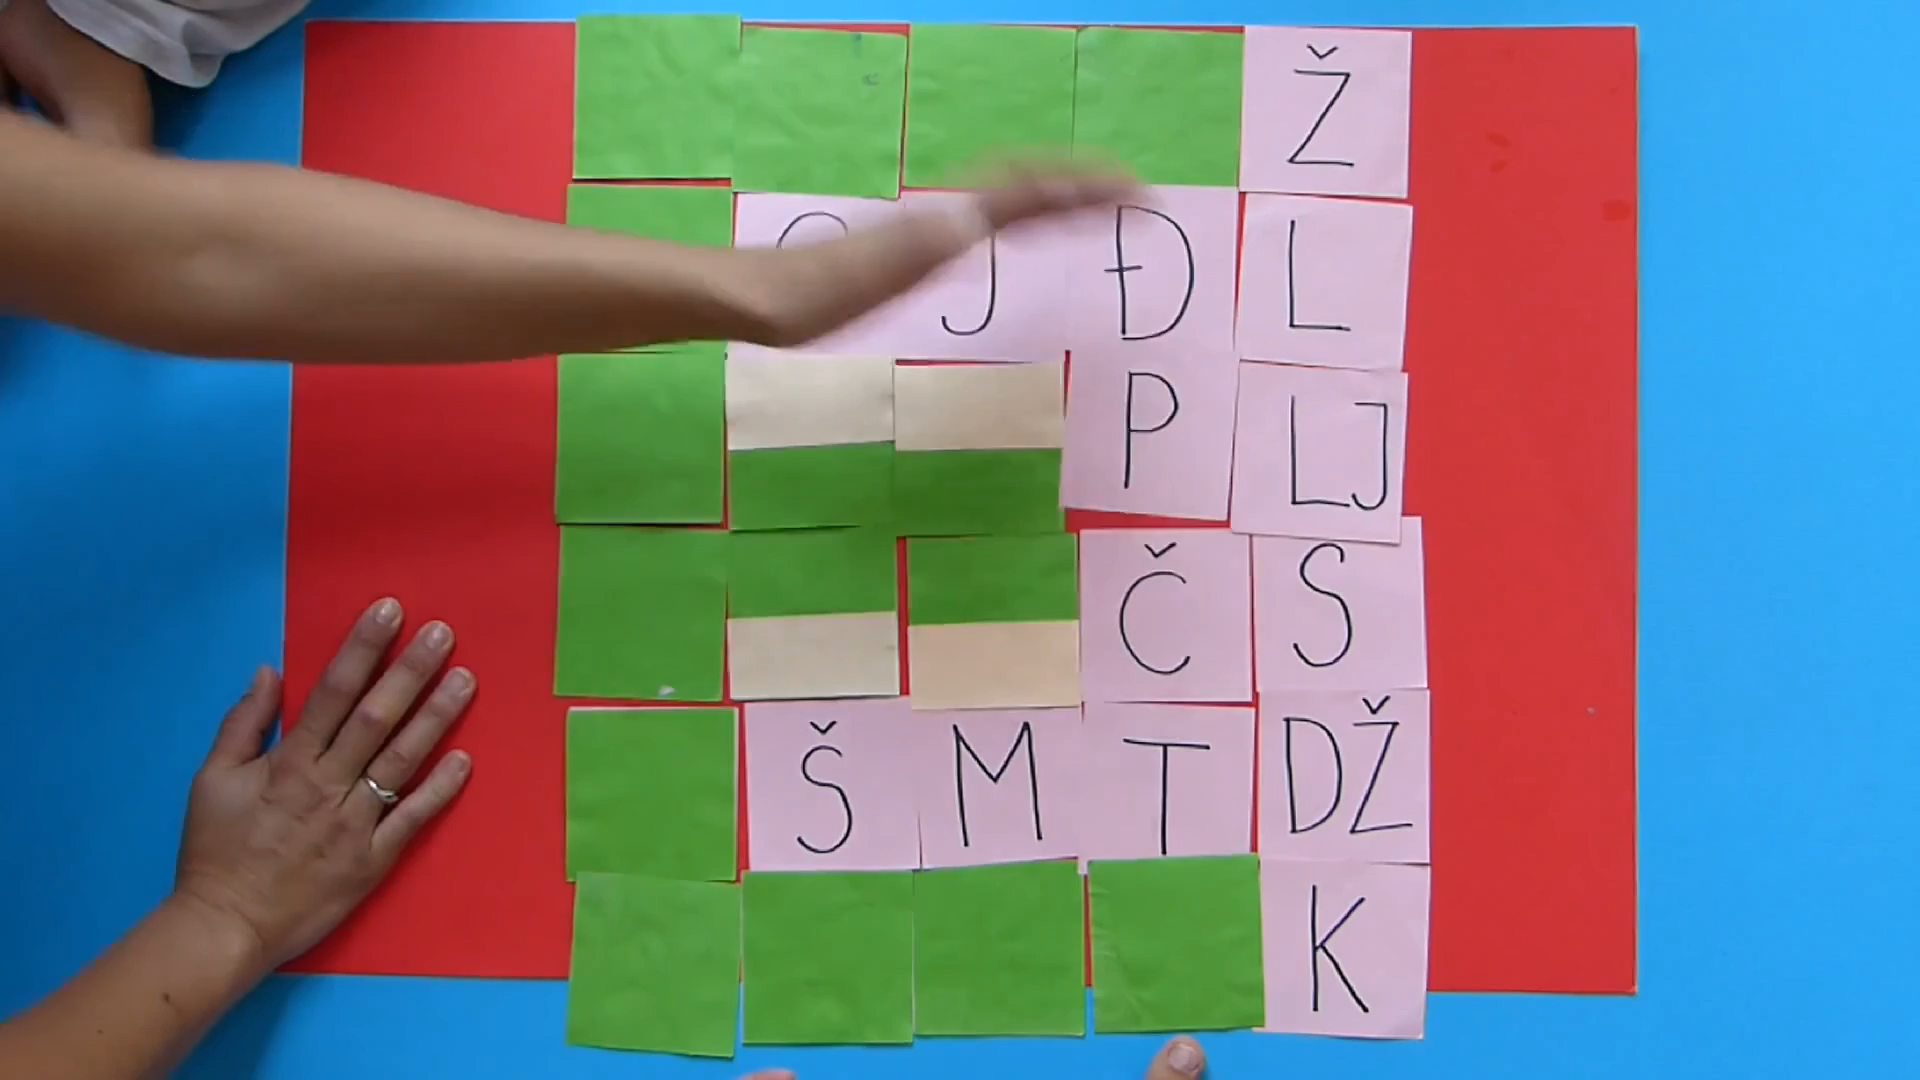 Ž
J Đ L
P LJ
Č S
Š M T DŽ
K